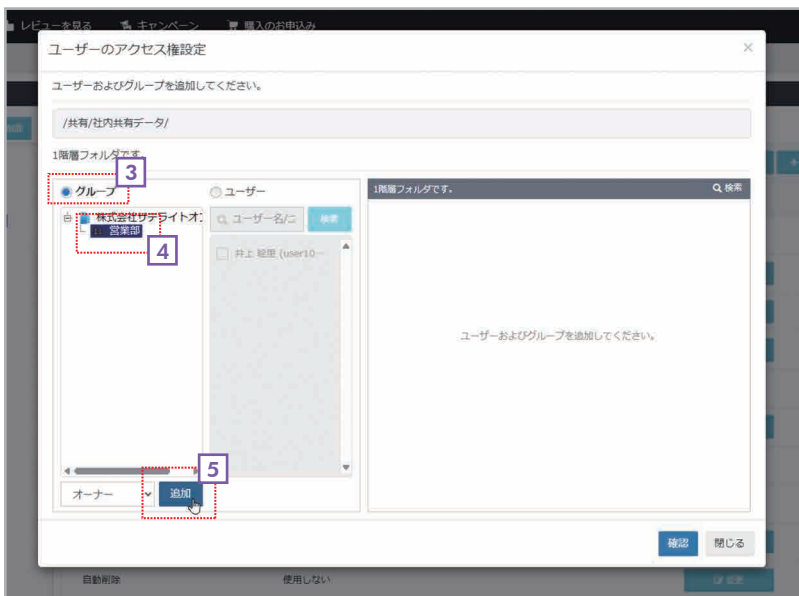 レビューを見る キャンペーン 購入のお申込み
ユーザーのアクセス権設定
ユーザーおよびグループを追加してください。
/共有/社内共有データ/
1階層フォルダです。
3
グループ
ユーザー
1階層フォルダです。
検索
株式会社サテライトオ
ユーザー名/ニ
検索
営業部
4
井上 (user10…
ユーザーおよびグループを追加してください。
5
オーナー
追加
確認
閉じる
自動削除
使用しない
変更